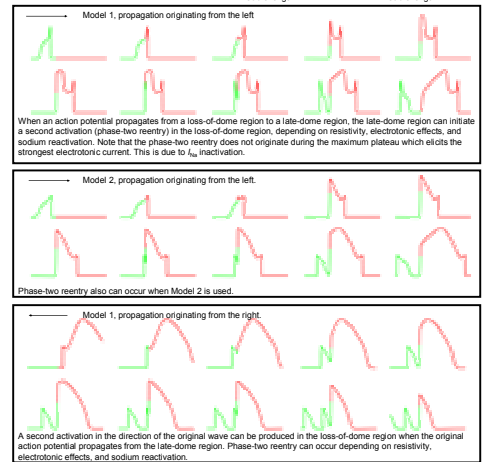 Model 1, propagation originating from the left
When an action potential propagates from a loss-of-dome region to a late-dome region, the late-dome region can initiate
a second activation (phase-two reentry) in the loss-of-dome region, depending on resistivity, electrotonic effects, and
sodium reactivation. Note that the phase-two reentry does not originate during the maximum plateau which elicits the
strongest electrotonic current. This is due to INa inactivation.
Model 2, propagation originating from the left.
Phase-two reentry also can occur when Model 2 is used.
Model 1, propagation originating from the right.
A second activation in the direction of the original wave can be produced in the loss-of-dome region when the original
action potential propagates from the late-dome region. Phase-two reentry can occur depending on resistivity,
electrotonic effects, and sodium reactivation.